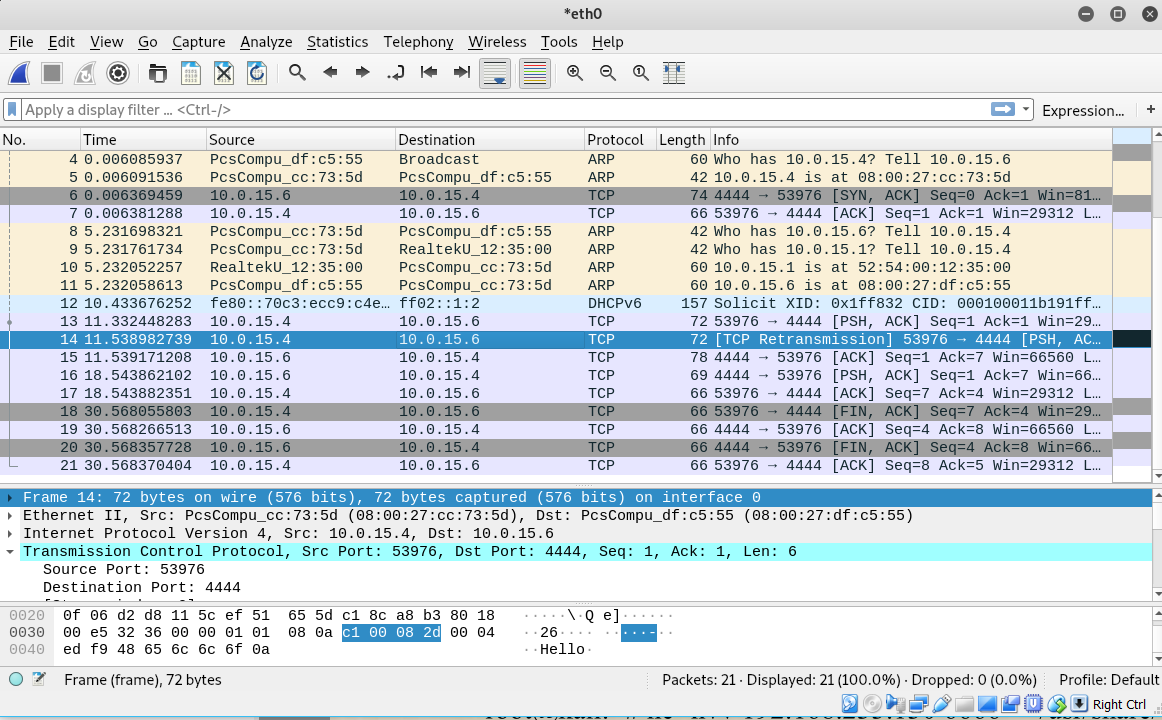 *eth0
File Edit View Go Capture Analyze Statistics Telephony Wireless Tools Help
Apply a display filter ... <Ctrl-/> Expression... +
No. Time Source Destination Protocol Length Info
4 0.006085937 PcsCompu_df:c5:55 Broadcast ARP 60 Who has 10.0.15.4? Tell 10.0.15.6
5 0.006091536 PcsCompu_cc:73:5d PcsCompu_df:c5:55 ARP 42 10.0.15.4 is at 08:00:27:cc:73:5d
6 0.006369459 10.0.15.6 10.0.15.4 TCP 74 4444 → 53976 [SYN, ACK] Seq=0 Ack=1 Win=81…
7 0.006381288 10.0.15.4 10.0.15.6 TCP 66 53976 → 4444 [ACK] Seq=1 Ack=1 Win=29312 L…
8 5.231698321 PcsCompu_cc:73:5d PcsCompu_df:c5:55 ARP 42 Who has 10.0.15.6? Tell 10.0.15.4
9 5.231761734 PcsCompu_cc:73:5d RealtekU_12:35:00 ARP 42 Who has 10.0.15.1? Tell 10.0.15.4
10 5.232052257 RealtekU_12:35:00 PcsCompu_cc:73:5d ARP 60 10.0.15.1 is at 52:54:00:12:35:00
11 5.232058613 PcsCompu_df:c5:55 PcsCompu_cc:73:5d ARP 60 10.0.15.6 is at 08:00:27:df:c5:55
12 10.433676252 fe80::70c3:ecc9:c4e… ff02::1:2 DHCPv6 157 Solicit XID: 0x1ff832 CID: 000100011b191ff…
13 11.332448283 10.0.15.4 10.0.15.6 TCP 72 53976 → 4444 [PSH, ACK] Seq=1 Ack=1 Win=29…
14 11.538982739 10.0.15.4 10.0.15.6 TCP 72 [TCP Retransmission] 53976 → 4444 [PSH, AC…
15 11.539171208 10.0.15.6 10.0.15.4 TCP 78 4444 → 53976 [ACK] Seq=1 Ack=7 Win=66560 L…
16 18.543862102 10.0.15.6 10.0.15.4 TCP 69 4444 → 53976 [PSH, ACK] Seq=1 Ack=7 Win=66…
17 18.543882351 10.0.15.4 10.0.15.6 TCP 66 53976 → 4444 [ACK] Seq=7 Ack=4 Win=29312 L…
18 30.568055803 10.0.15.4 10.0.15.6 TCP 66 53976 → 4444 [FIN, ACK] Seq=7 Ack=4 Win=29…
19 30.568266513 10.0.15.6 10.0.15.4 TCP 66 4444 → 53976 [ACK] Seq=4 Ack=8 Win=66560 L…
20 30.568357728 10.0.15.6 10.0.15.4 TCP 66 4444 → 53976 [FIN, ACK] Seq=4 Ack=8 Win=66…
21 30.568370404 10.0.15.4 10.0.15.6 TCP 66 53976 → 4444 [ACK] Seq=8 Ack=5 Win=29312 L…
Frame 14: 72 bytes on wire (576 bits), 72 bytes captured (576 bits) on interface 0
Ethernet II, Src: PcsCompu_cc:73:5d (08:00:27:cc:73:5d), Dst: PcsCompu_df:c5:55 (08:00:27:df:c5:55)
Internet Protocol Version 4, Src: 10.0.15.4, Dst: 10.0.15.6
Transmission Control Protocol, Src Port: 53976, Dst Port: 4444, Seq: 1, Ack: 1, Len: 6
Source Port: 53976
Destination Port: 4444
0020 0f 06 d2 d8 11 5c ef 51 65 5d c1 8c a8 b3 80 18 ·····\·Q e]······
0030 00 e5 32 36 00 00 01 01 08 0a c1 00 08 2d 00 04 ··26···· ·····-··
0040 ed f9 48 65 6c 6c 6f 0a ··Hello·
Frame (frame), 72 bytes Packets: 21 · Displayed: 21 (100.0%) · Dropped: 0 (0.0%) Profile: Default
Right Ctrl